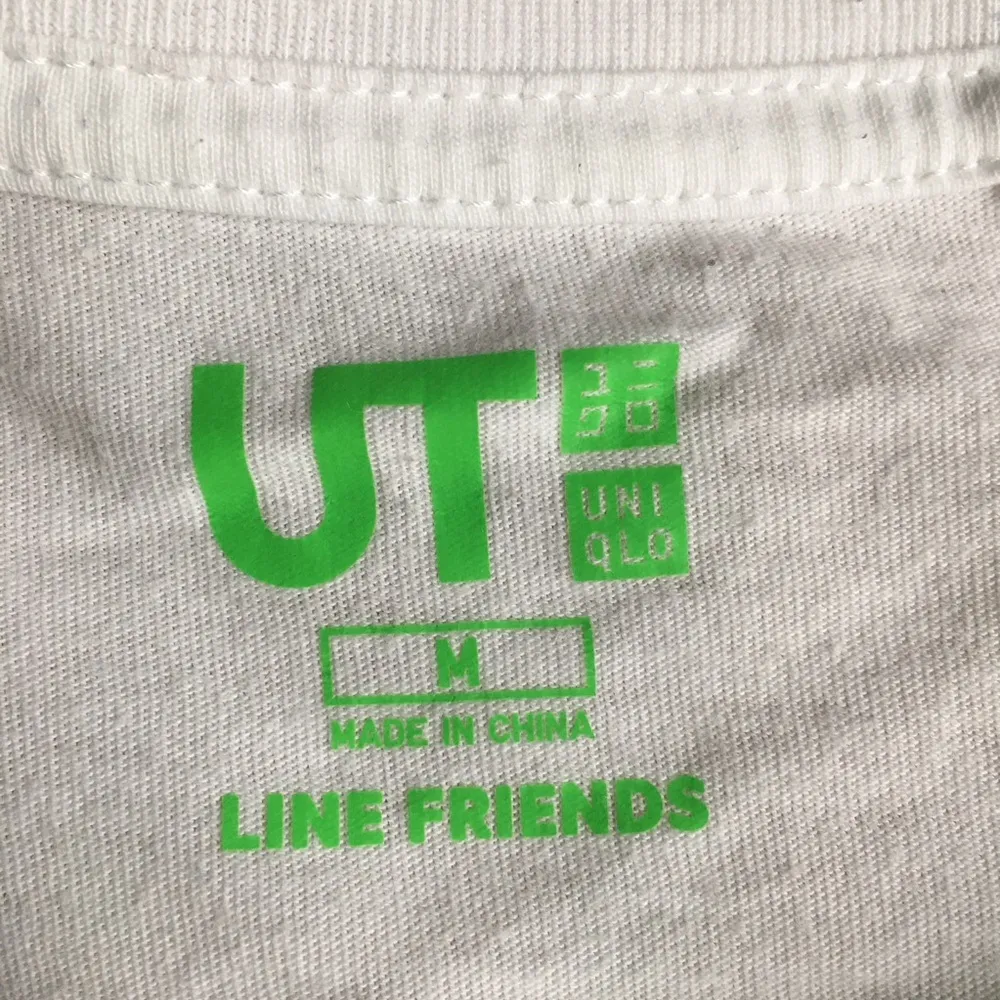 UT
ユニ
クロ
UNI
QLO
M
MADE IN CHINA
LINE FRIENDS